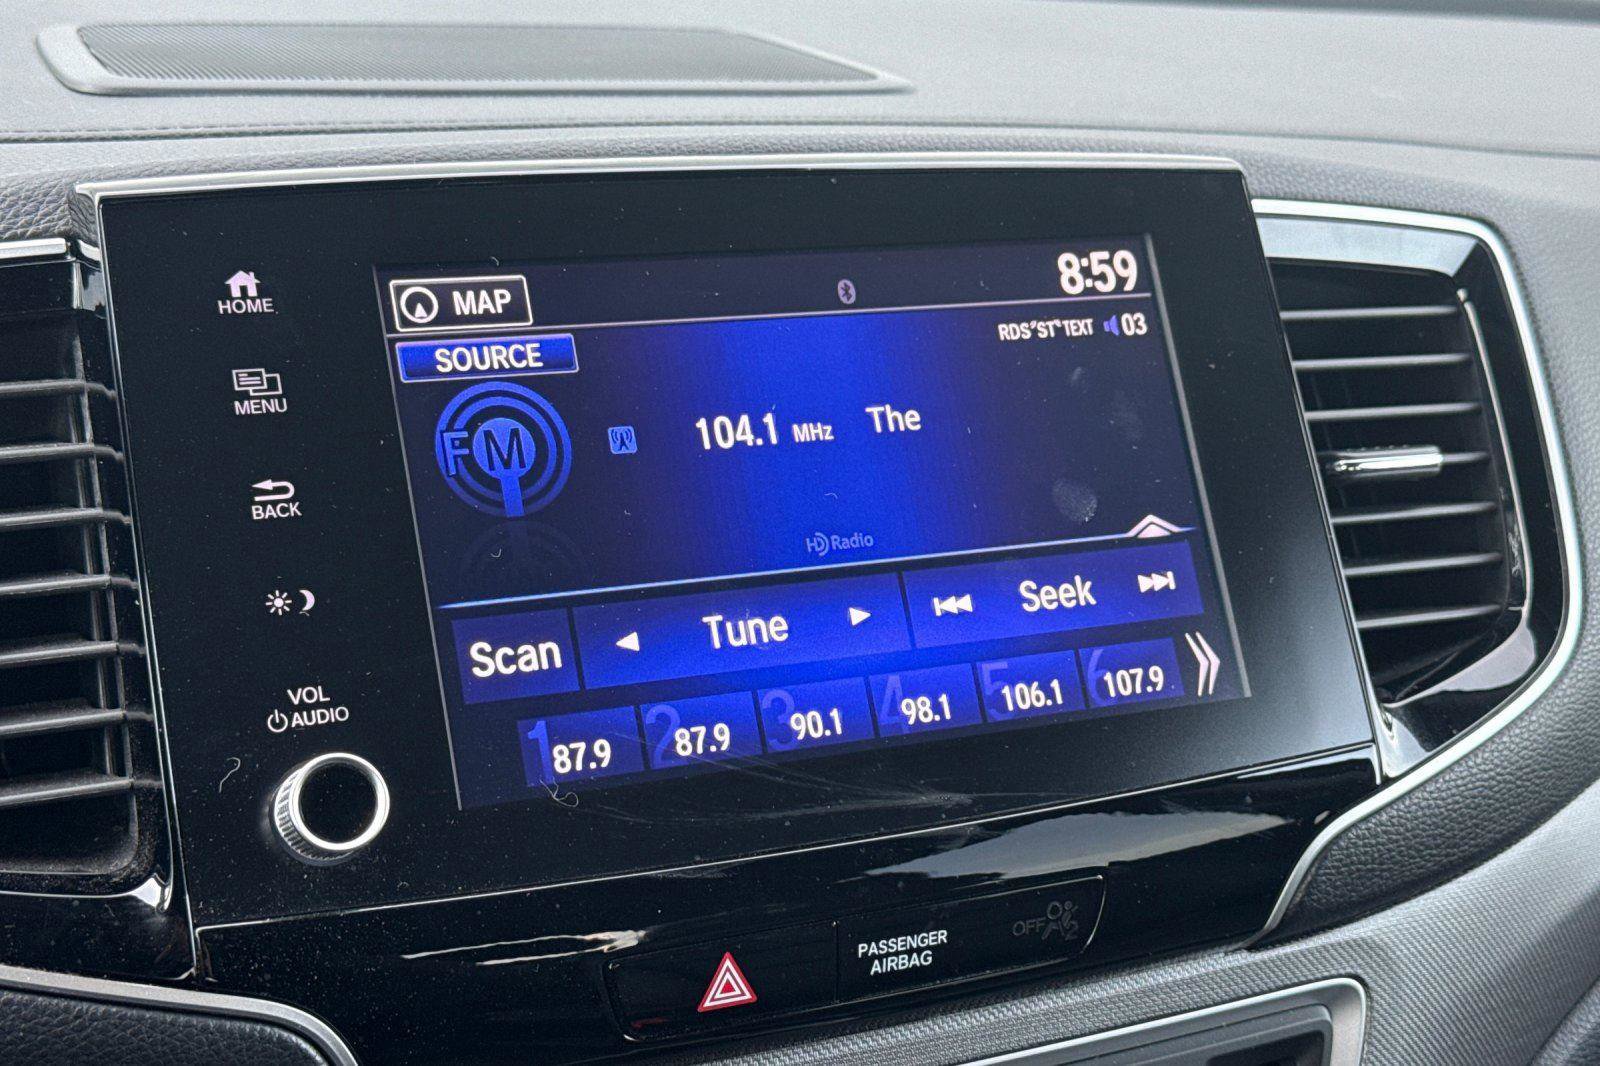 HOME
MENU
BACK
VOL
AUDIO
MAP
8:59
SOURCE
RDS ST TEXT 03
FM
104.1 MHz The
HD Radio
Scan Tune Seek
1 87.9
2 87.9
3 90.1
4 98.1
5 106.1
6 107.9
PASSENGER
AIRBAG
OFF 2